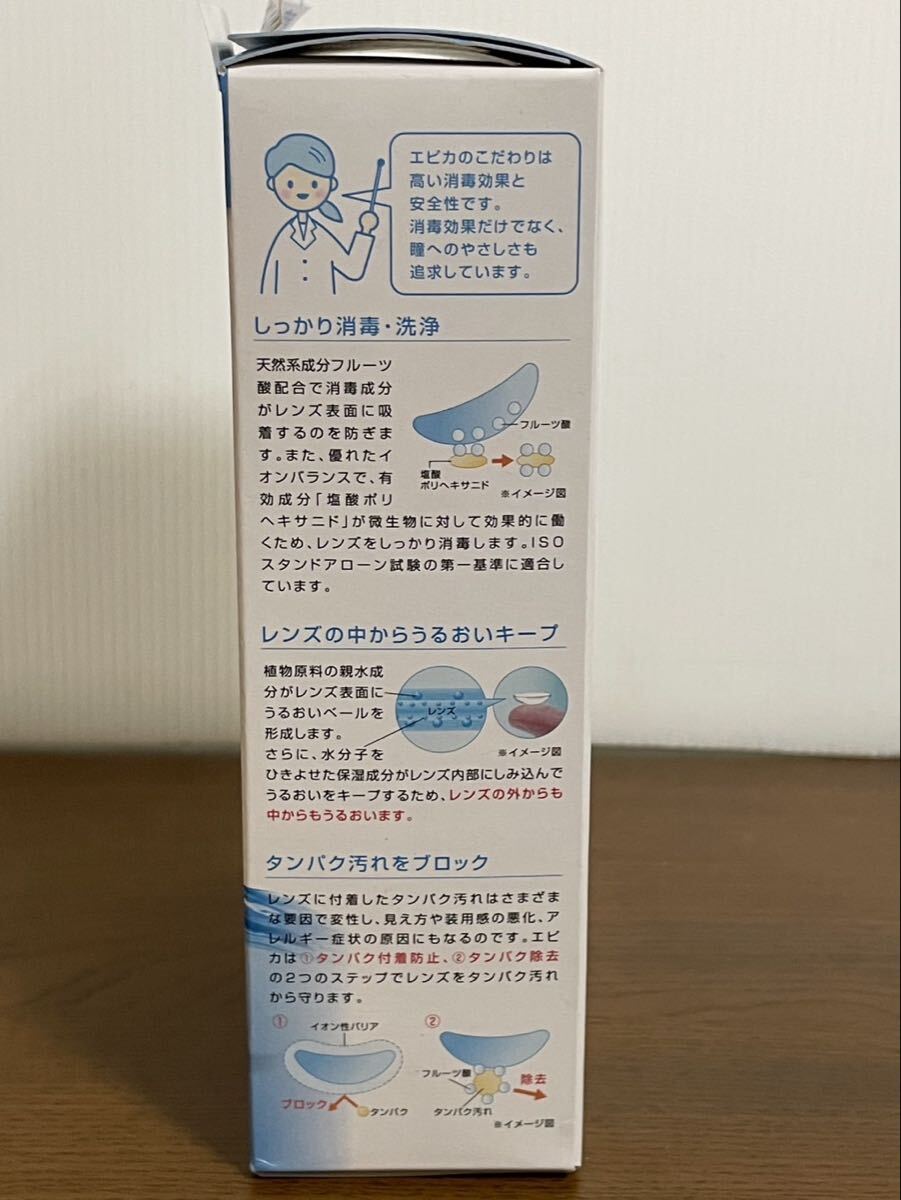 エピカのこだわりは
高い消毒効果と
安全性です。
消毒効果だけでなく、
瞳へのやさしさも
追求しています。
しっかり消毒・洗浄
天然系成分フルーツ
酸配合で消毒成分
がレンズ表面に吸
着するのを防ぎま
す。また、優れたイ
オンバランスで、有
効成分「塩酸ポリ
ヘキサニド」が微生物に対して効果的に働
くため、レンズをしっかり消毒します。ISO
スタンドアローン試験の第一基準に適合し
ています。
フルーツ酸
塩酸
ポリヘキサニド
※イメージ図
レンズの中からうるおいキープ
植物原料の親水成
分がレンズ表面に
うるおいベールを
形成します。
さらに、水分子を
ひきよせた保湿成分がレンズ内部にしみ込んで
うるおいをキープするため、レンズの外からも
中からもうるおいます。
レンズ
※イメージ図
タンパク汚れをブロック
レンズに付着したタンパク汚れはさまざま
な要因で変性し、見え方や装用感の悪化、ア
レルギー症状の原因にもなるのです。エピ
カは①タンパク付着防止、②タンパク除去
の2つのステップでレンズをタンパク汚れ
から守ります。
①
イオン性バリア
ブロック
タンパク
②
フルーツ酸
除去
タンパク汚れ
※イメージ図